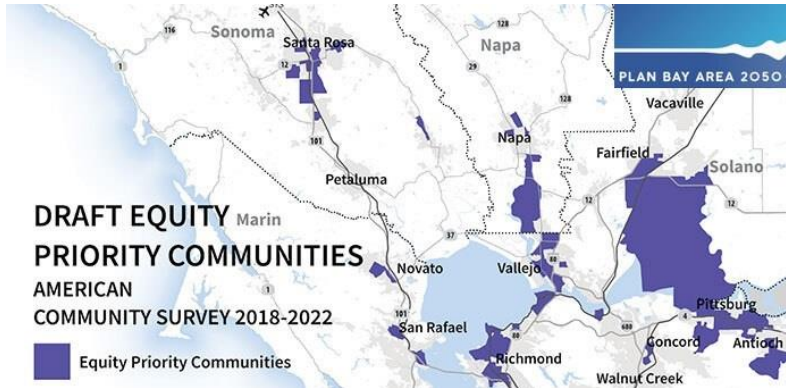 116
Sonoma
128
1
Santa Rosa
12
Napa
29
128
PLAN BAY AREA 2050
Vacaville
101
Napa
Fairfield
Solano
Petaluma
12
12
DRAFT EQUITY
PRIORITY COMMUNITIES
AMERICAN
COMMUNITY SURVEY 2018-2022
Equity Priority Communities
Marin
37
Novato
Vallejo
80
1
101
San Rafael
80
680
4
Pittsburg
Richmond
Concord
Antioch
Walnut Creek